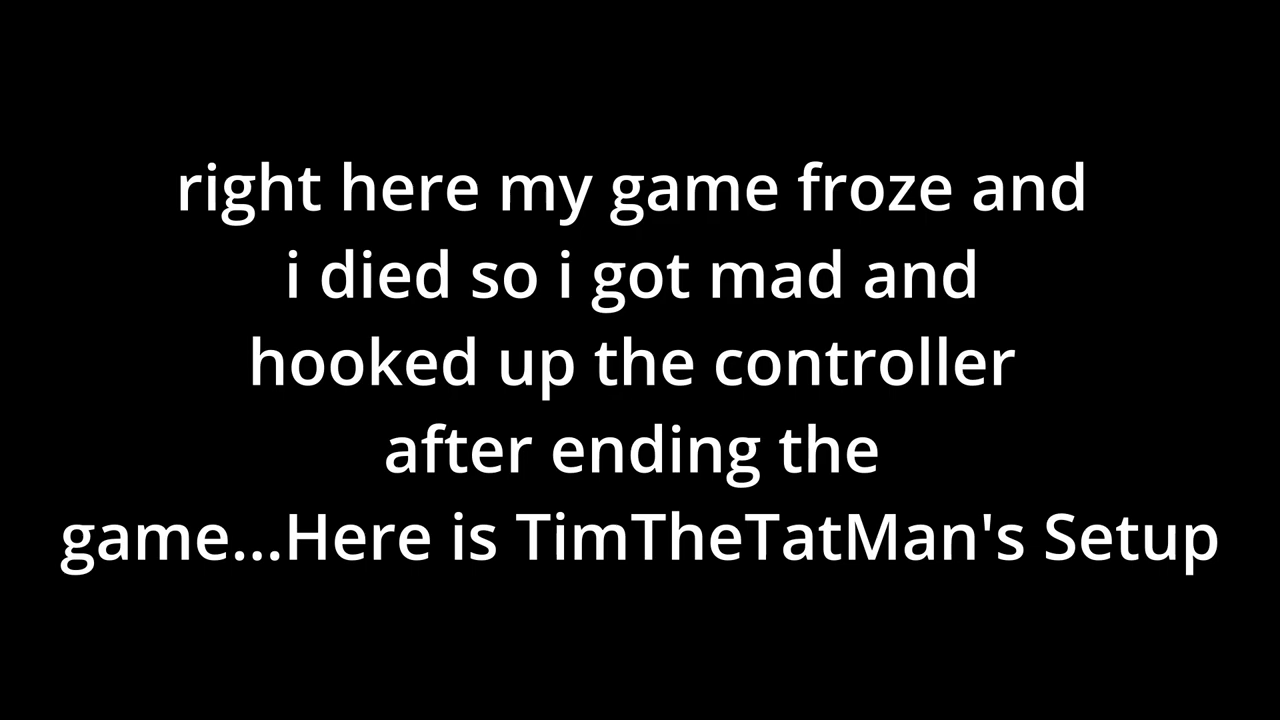 right here my game froze and
i died so i got mad and
hooked up the controller
after ending the
game...Here is TimTheTatMan's Setup